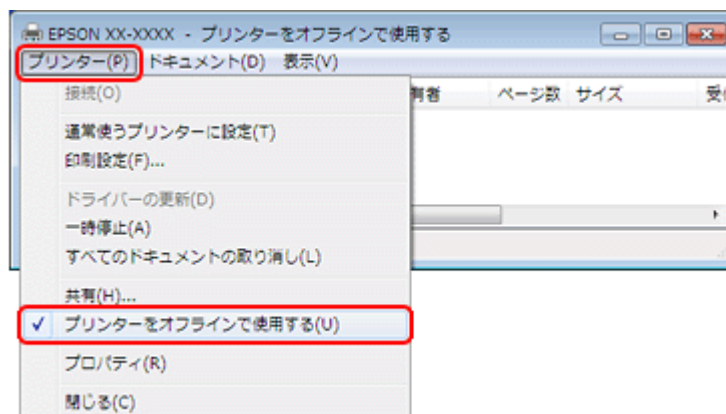 EPSON XX-XXXX - プリンターをオフラインで使用する
プリンター(P) ドキュメント(D) 表示(V)
接続(O)
有者 ページ数 サイズ
通常使うプリンターに設定(T)
印刷設定(F)...
ドライバーの更新(D)
一時停止(A)
すべてのドキュメントの取り消し(L)
共有(H)...
プリンターをオフラインで使用する(U)
プロパティ(R)
閉じる(C)